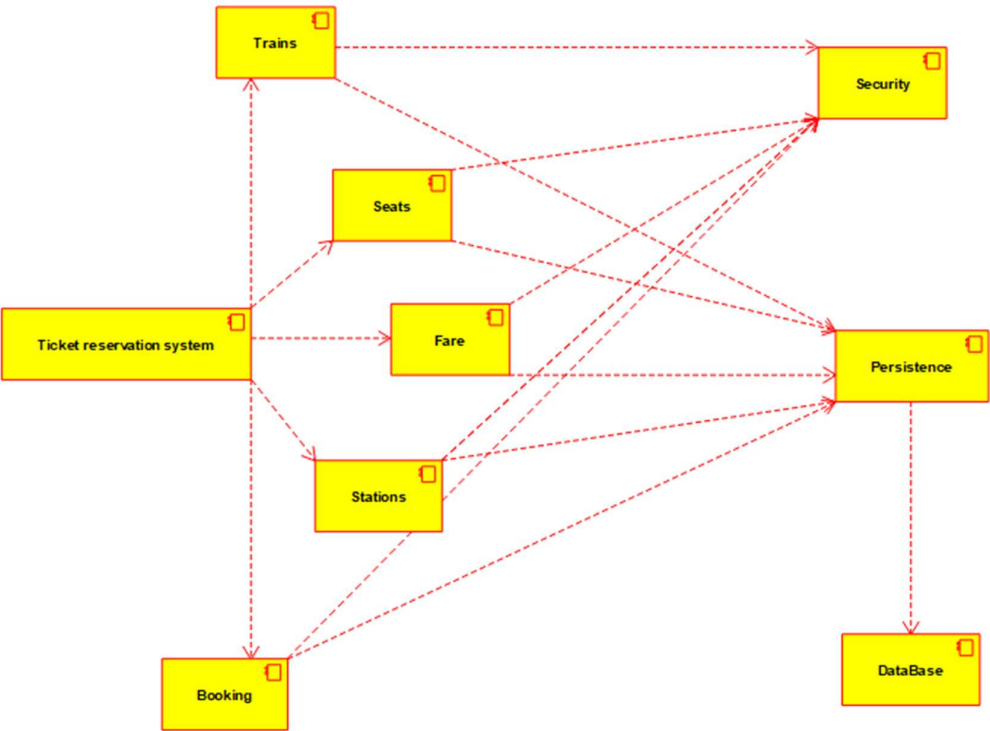 Trains
Security
Seats
Ticket reservation system
Fare
Persistence
Stations
DataBase
Booking